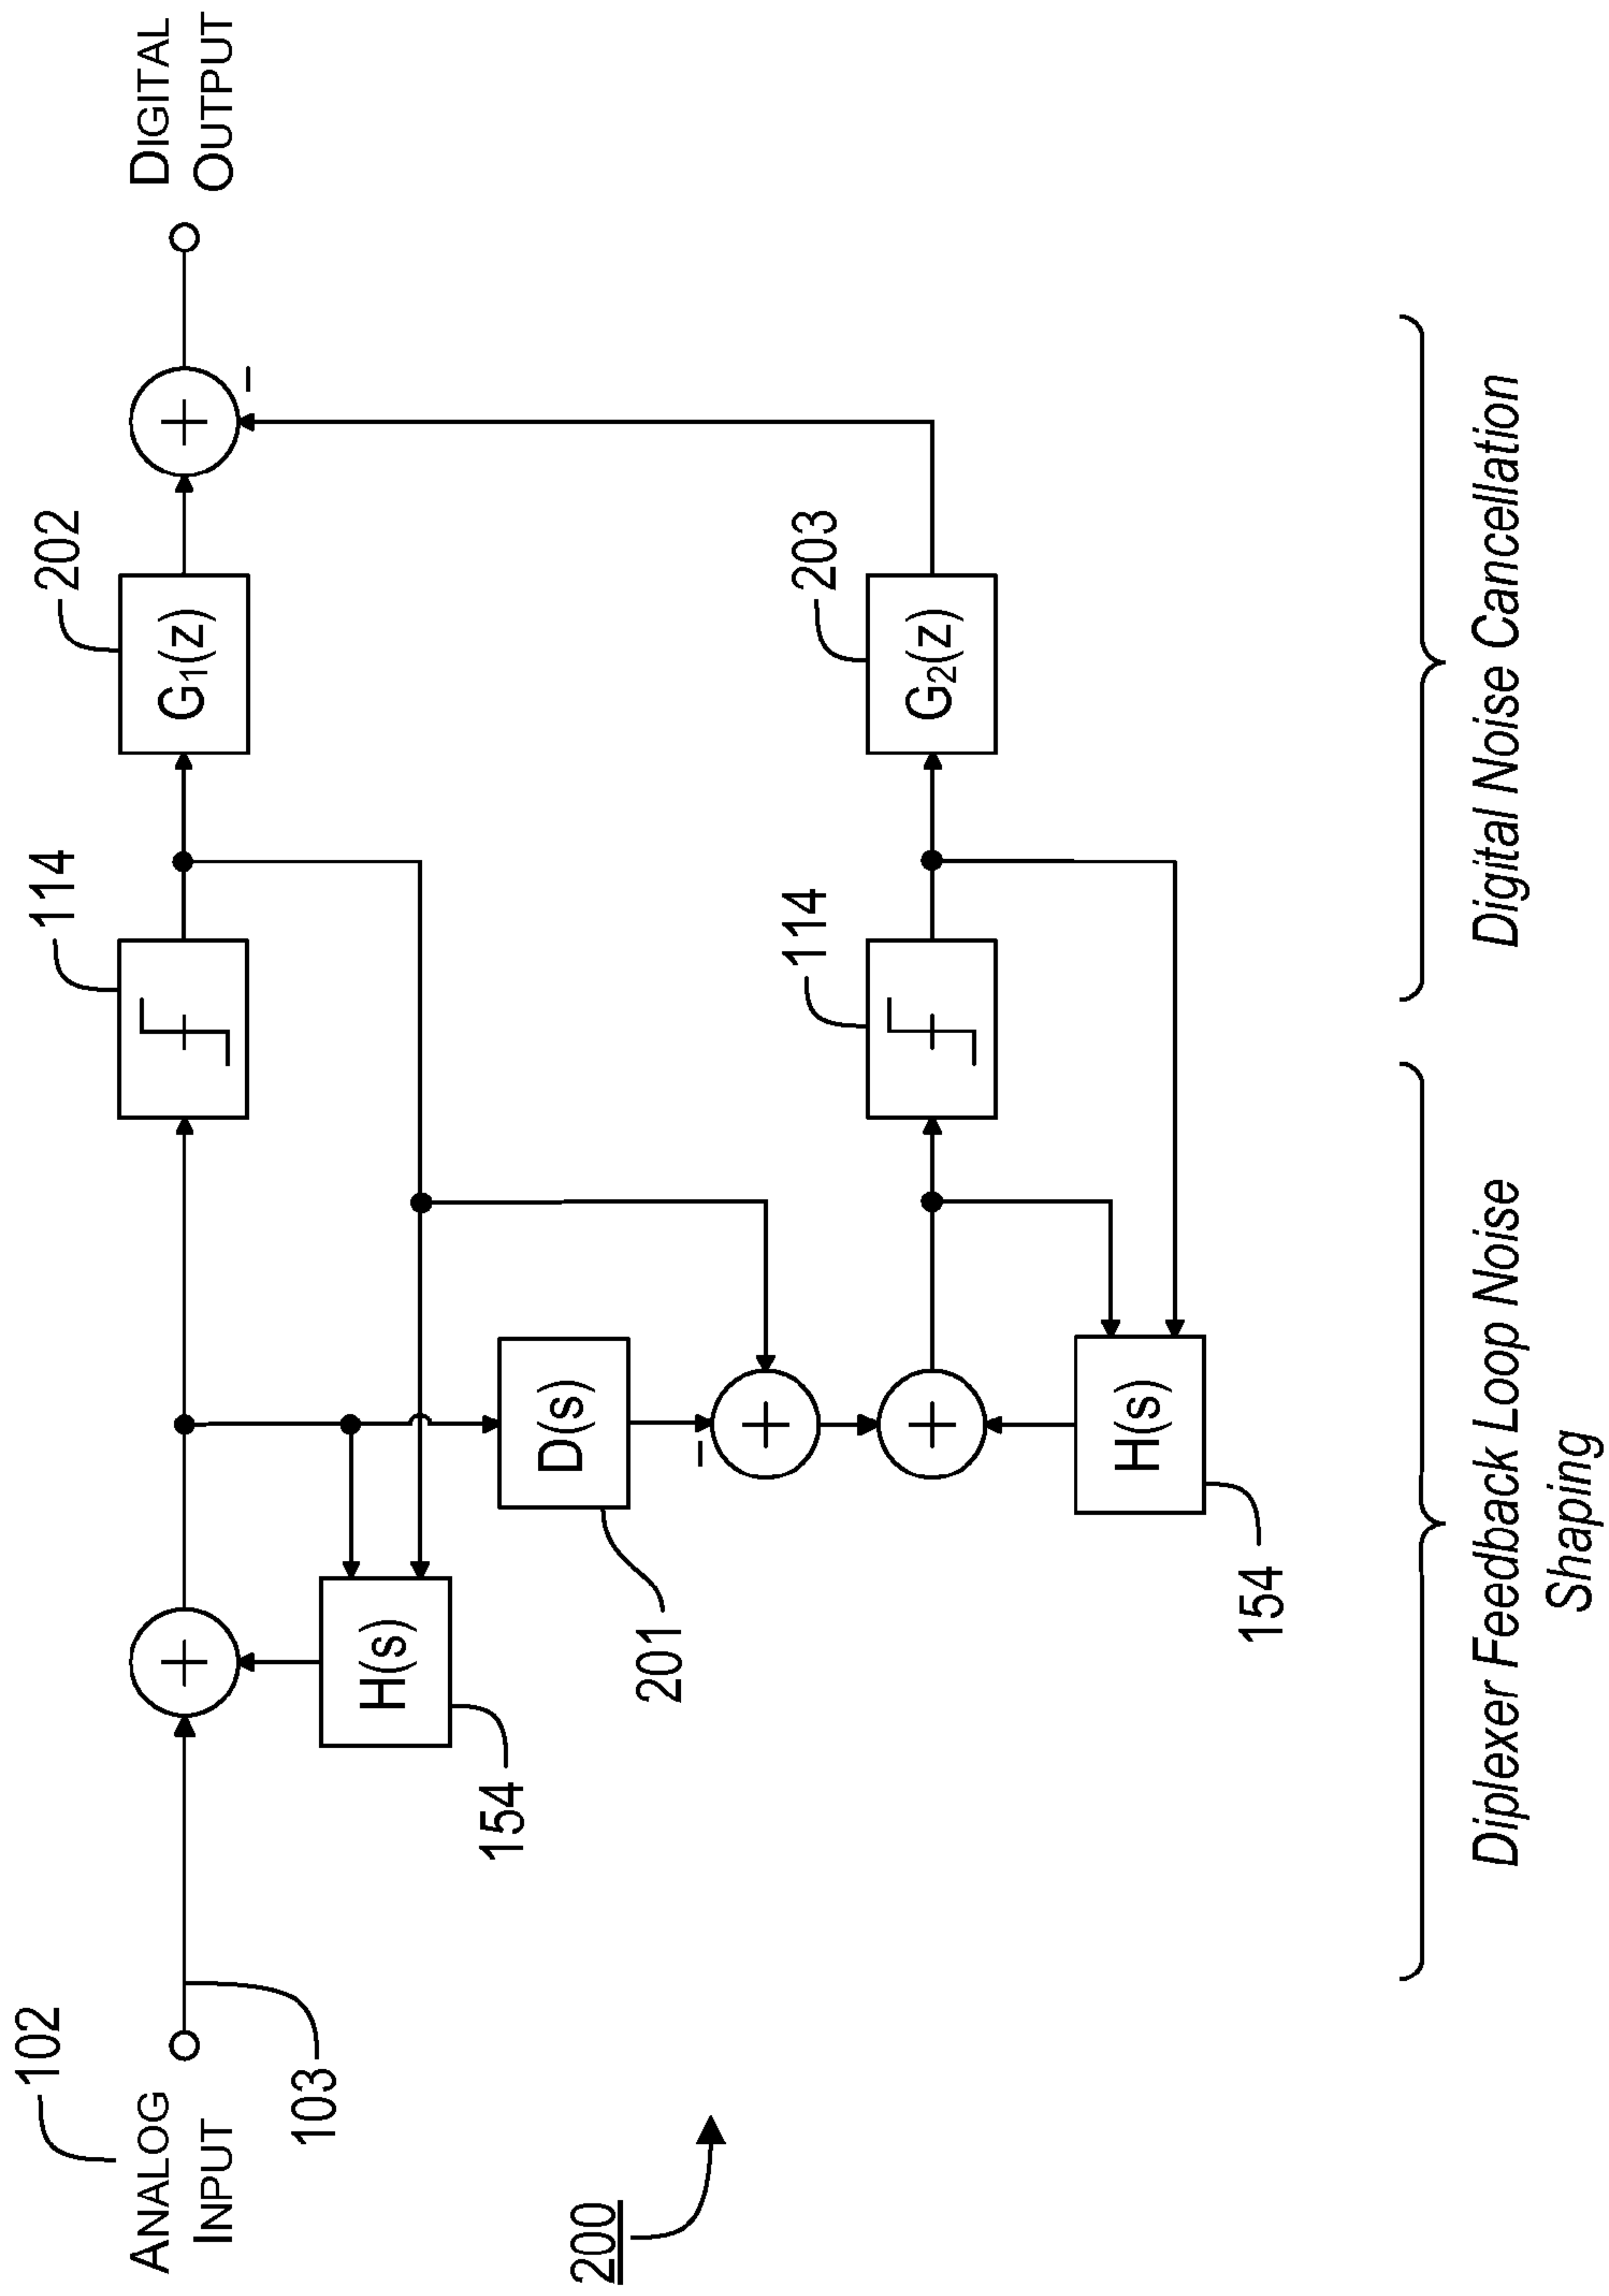 102
ANALOG
INPUT
103
114
202
G1(z)
DIGITAL
OUTPUT
H(s)
154
D(s)
201
114
203
G2(z)
H(s)
154
200
Diplexer Feedback Loop Noise
Shaping
Digital Noise Cancellation
+
+
+
+
−
−